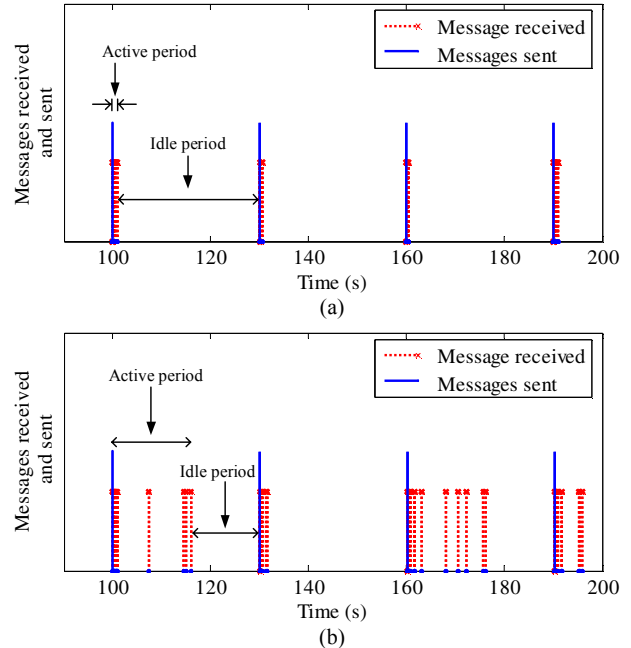 Messages received
and sent
Active period
Idle period
Message received
Messages sent
100 120 140 160 180 200
Time (s)
(a)
Messages received
and sent
Active period
Idle period
Message received
Messages sent
100 120 140 160 180 200
Time (s)
(b)